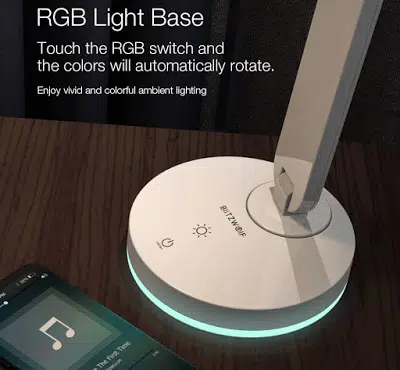 RGB Light Base
Touch the RGB switch and
the colors will automatically rotate.
Enjoy vivid and colorful ambient lighting
BliTZWolF
The First Time